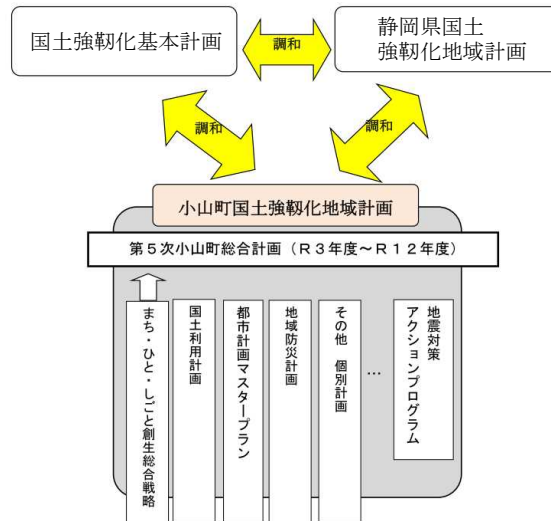 国土強靱化基本計画
調和
静岡県国土
強靱化地域計画
調和
調和
小山町国土強靱化地域計画
第５次小山町総合計画（Ｒ３年度～Ｒ１２年度）
まち・ひと・しごと創生総合戦略
国土利用計画
都市計画マスタープラン
地域防災計画
その他　個別計画
…
地震対策
アクションプログラム